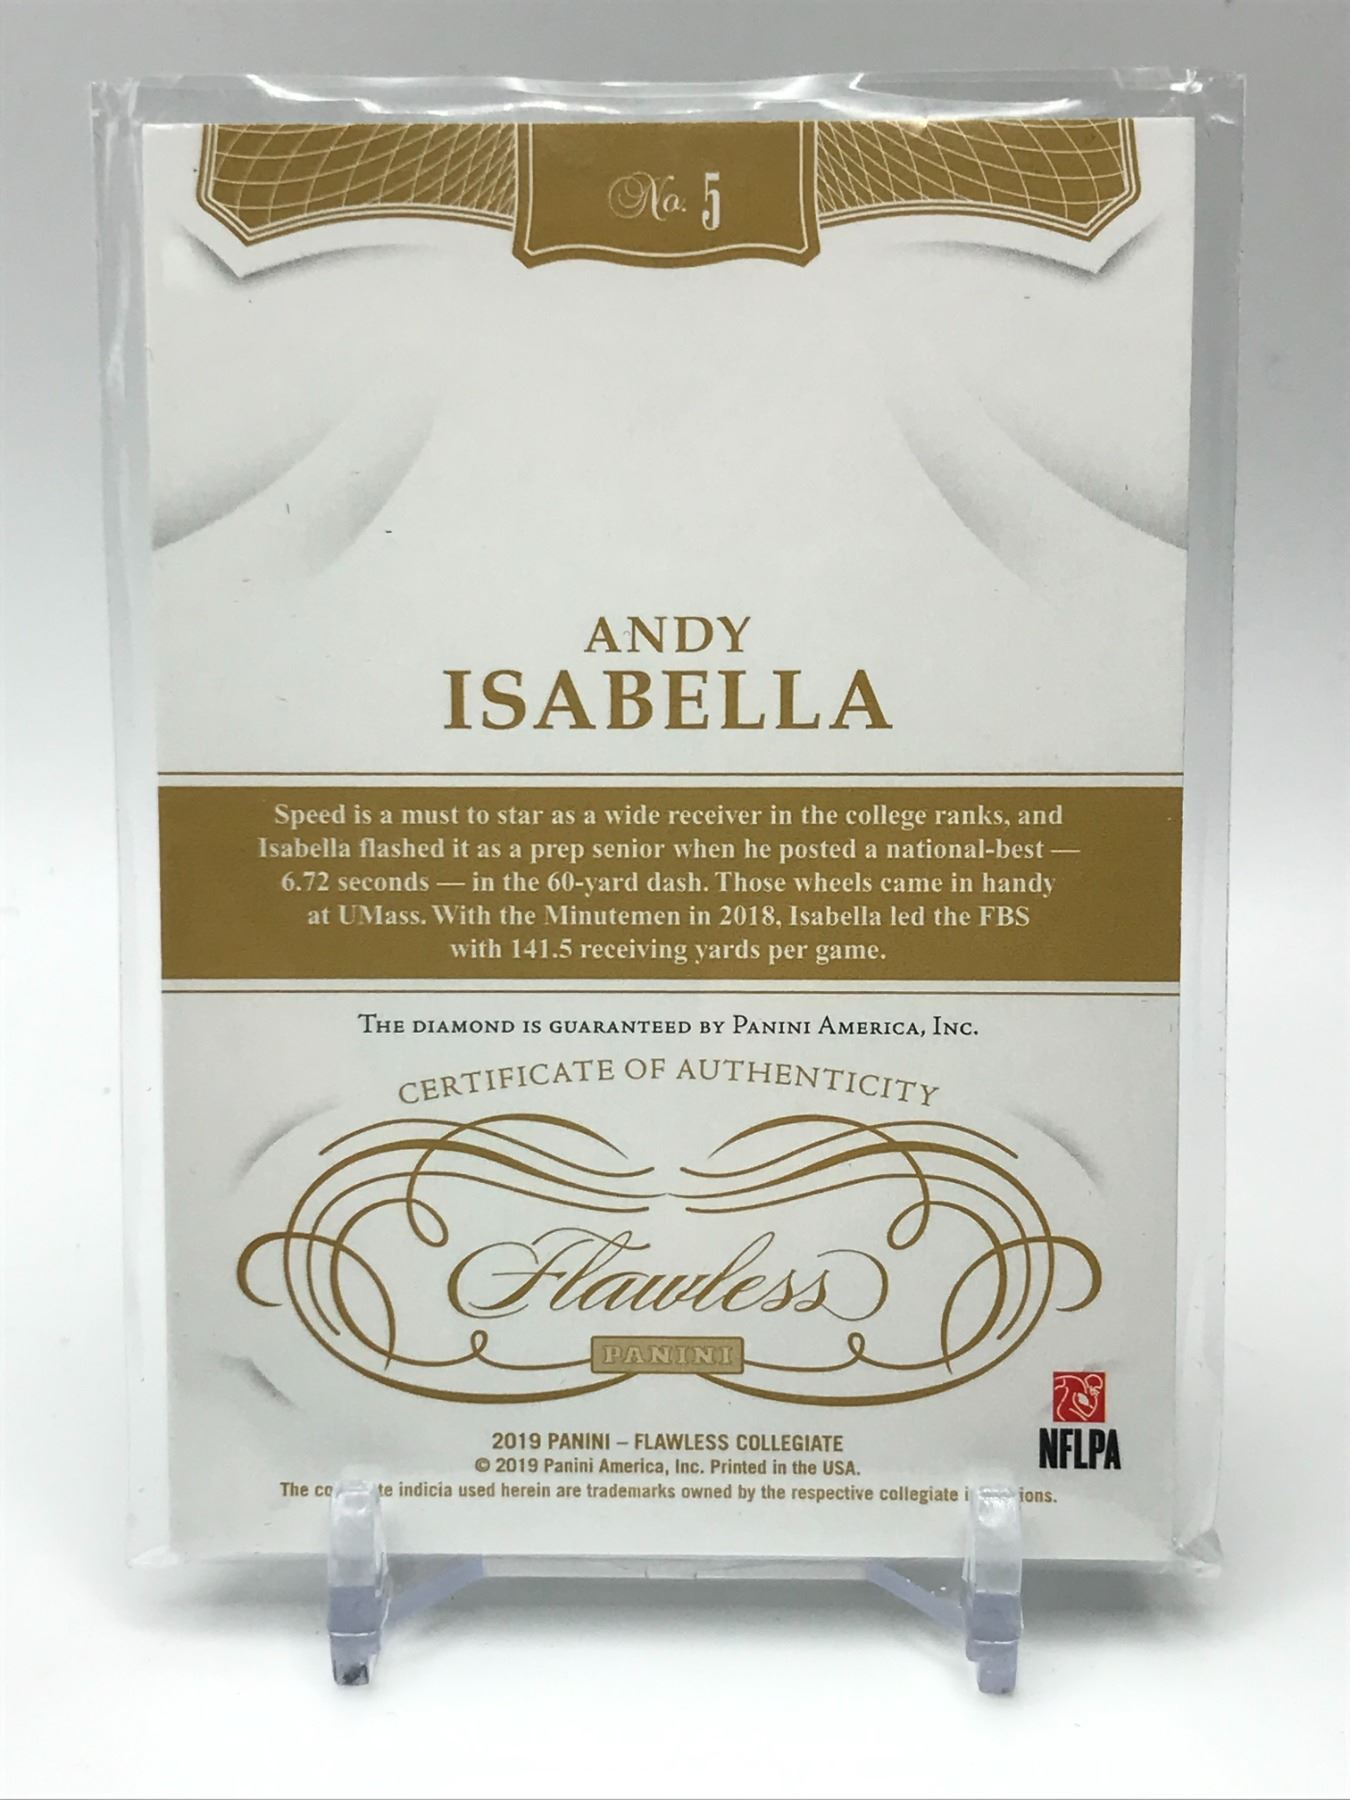 No. 5
ANDY
ISABELLA
Speed is a must to star as a wide receiver in the college ranks, and
Isabella flashed it as a prep senior when he posted a national-best —
6.72 seconds — in the 60-yard dash. Those wheels came in handy
at UMass. With the Minutemen in 2018, Isabella led the FBS
with 141.5 receiving yards per game.
THE DIAMOND IS GUARANTEED BY PANINI AMERICA, INC.
CERTIFICATE OF AUTHENTICITY
Flawless
PANINI
2019 PANINI – FLAWLESS COLLEGIATE
© 2019 Panini America, Inc. Printed in the USA.
The indicia used herein are trademarks owned by the respective collegiate
NFLPA